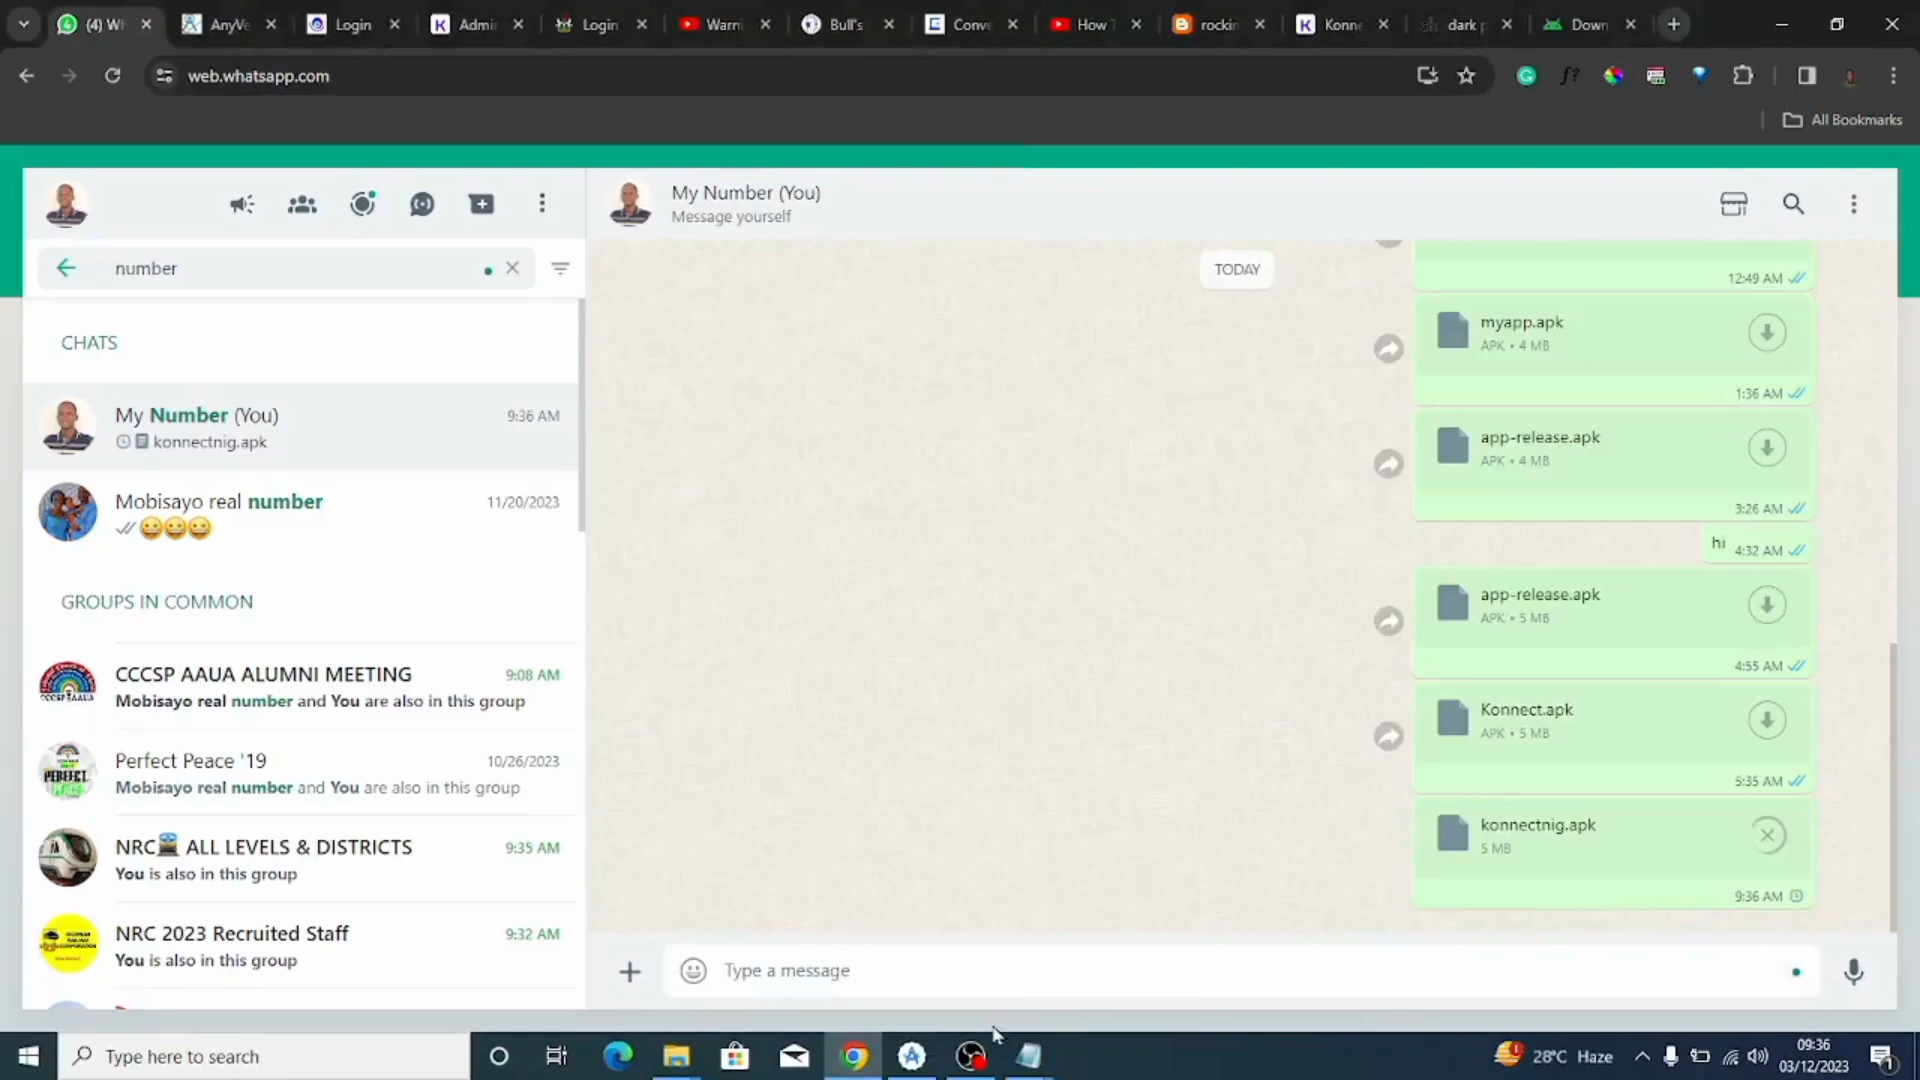 (4) W
AnyVe
Login
Admi
Login
Warni
Bull's
Conve
How T
rockin
Konne
dark p
Down
web.whatsapp.com
All Bookmarks
My Number (You)
Message yourself
number
TODAY
12:49 AM
CHATS
myapp.apk
APK • 4 MB
1:36 AM
My Number (You)
9:36 AM
konnectnig.apk
app-release.apk
APK • 4 MB
3:26 AM
Mobisayo real number
11/20/2023
hi 4:32 AM
GROUPS IN COMMON
app-release.apk
APK • 5 MB
4:55 AM
CCCSP AAUA ALUMNI MEETING
9:08 AM
Mobisayo real number and You are also in this group
Konnect.apk
APK • 5 MB
5:35 AM
Perfect Peace '19
10/26/2023
Mobisayo real number and You are also in this group
konnectnig.apk
5 MB
9:36 AM
NRC ALL LEVELS & DISTRICTS
9:35 AM
You is also in this group
NRC 2023 Recruited Staff
9:32 AM
You is also in this group
Type a message
Type here to search
28°C Haze
09:36
03/12/2023
1